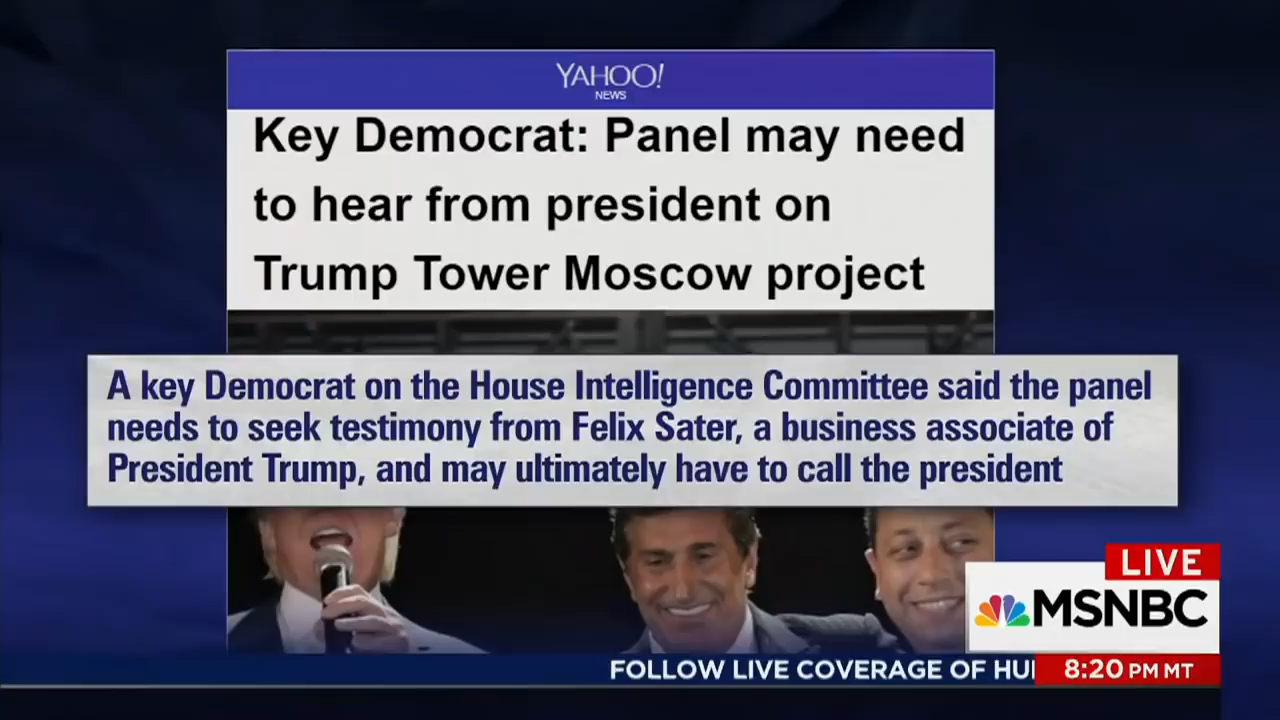 YAHOO!
NEWS
Key Democrat: Panel may need
to hear from president on
Trump Tower Moscow project
A key Democrat on the House Intelligence Committee said the panel
needs to seek testimony from Felix Sater, a business associate of
President Trump, and may ultimately have to call the president
LIVE
MSNBC
FOLLOW LIVE COVERAGE OF
8:20 PM MT